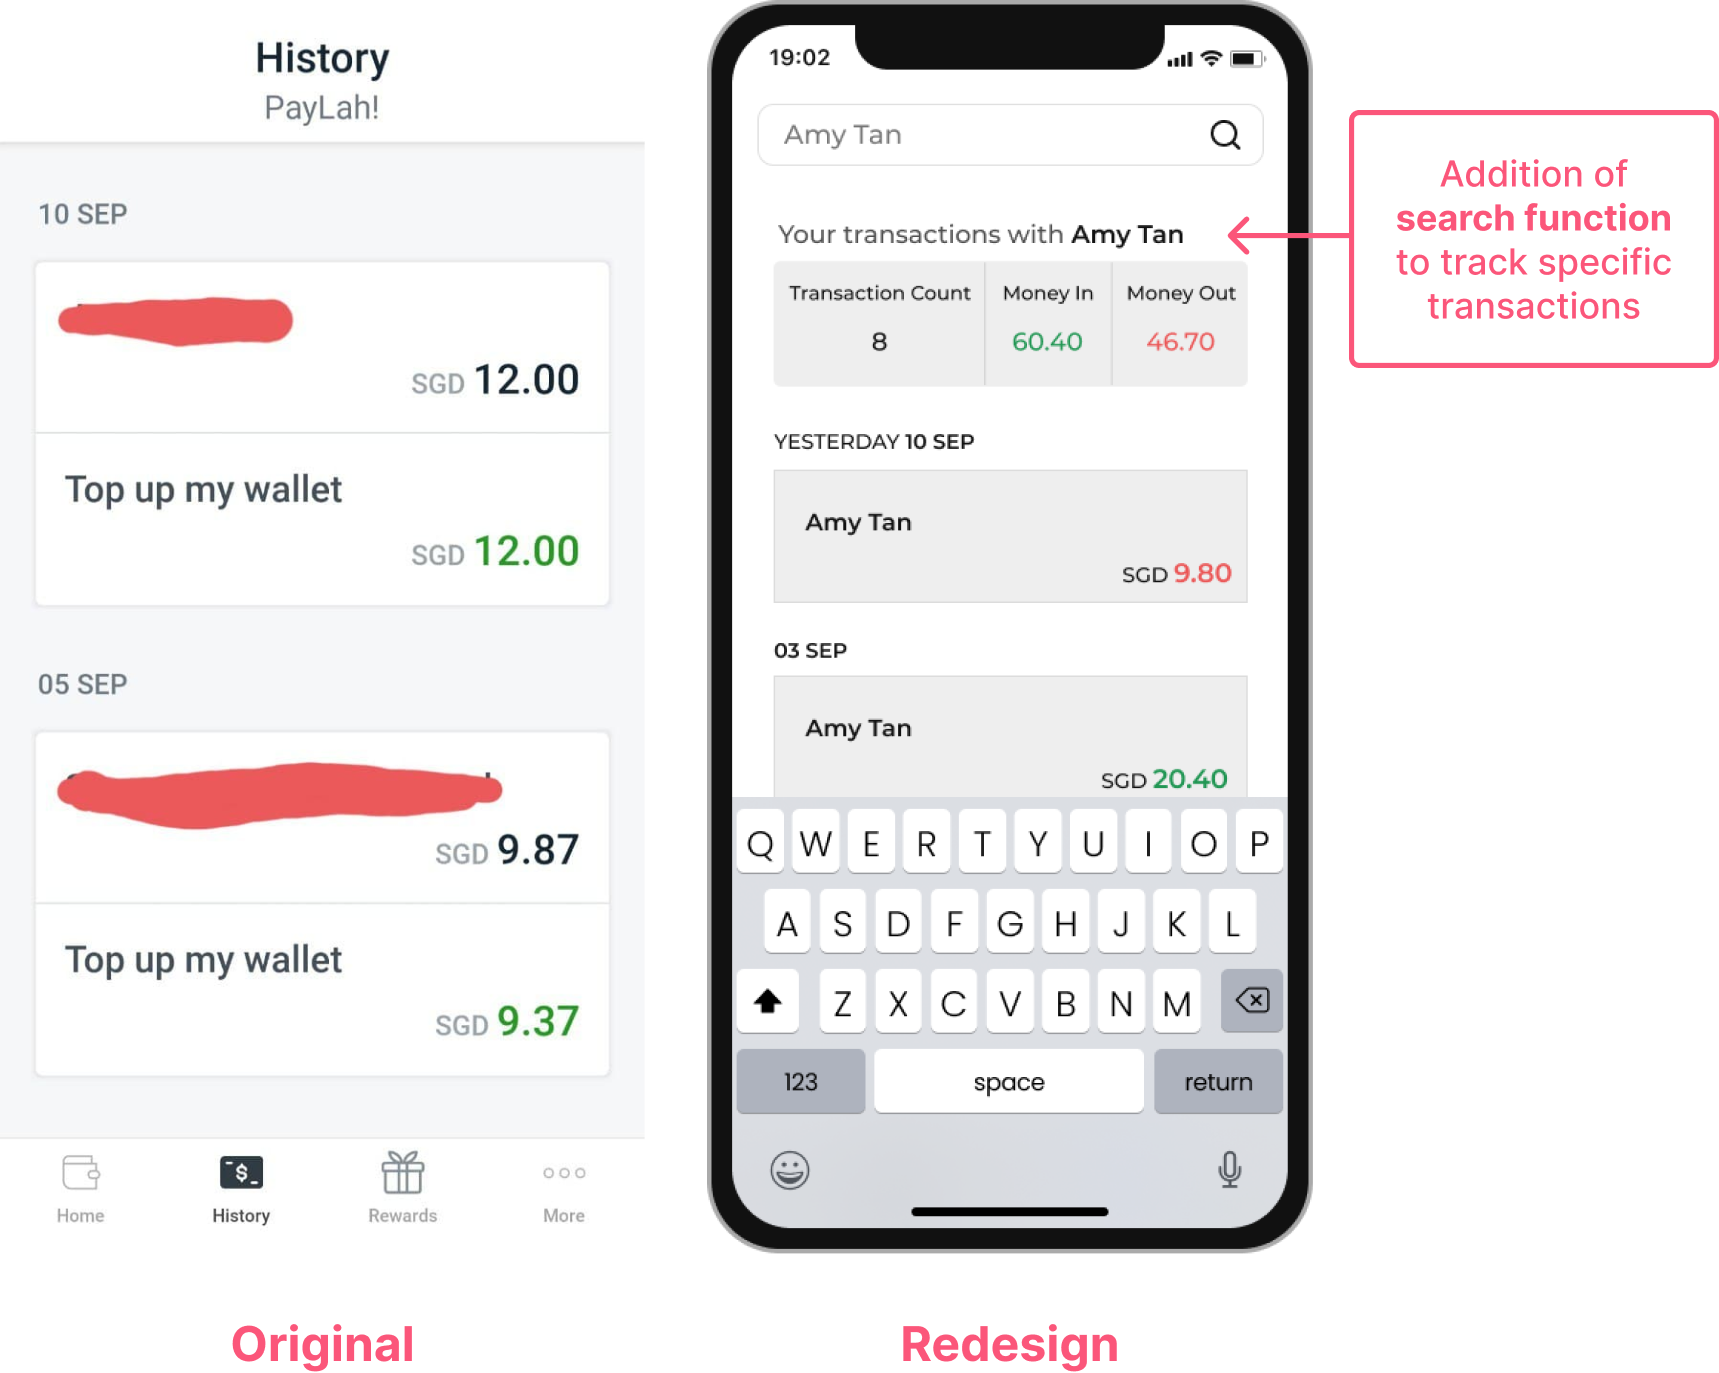 History
PayLah!
10 SEP
SGD 12.00
Top up my wallet
SGD 12.00
05 SEP
SGD 9.87
Top up my wallet
SGD 9.37
Home
History
Rewards
More
Original
19:02
Amy Tan
Your transactions with Amy Tan
Transaction Count
Money In
Money Out
8
60.40
46.70
YESTERDAY 10 SEP
Amy Tan
SGD 9.80
03 SEP
Amy Tan
SGD 20.40
Q W E R T Y U I O P
A S D F G H J K L
Z X C V B N M
123
space
return
Redesign
Addition of
search function
to track specific
transactions